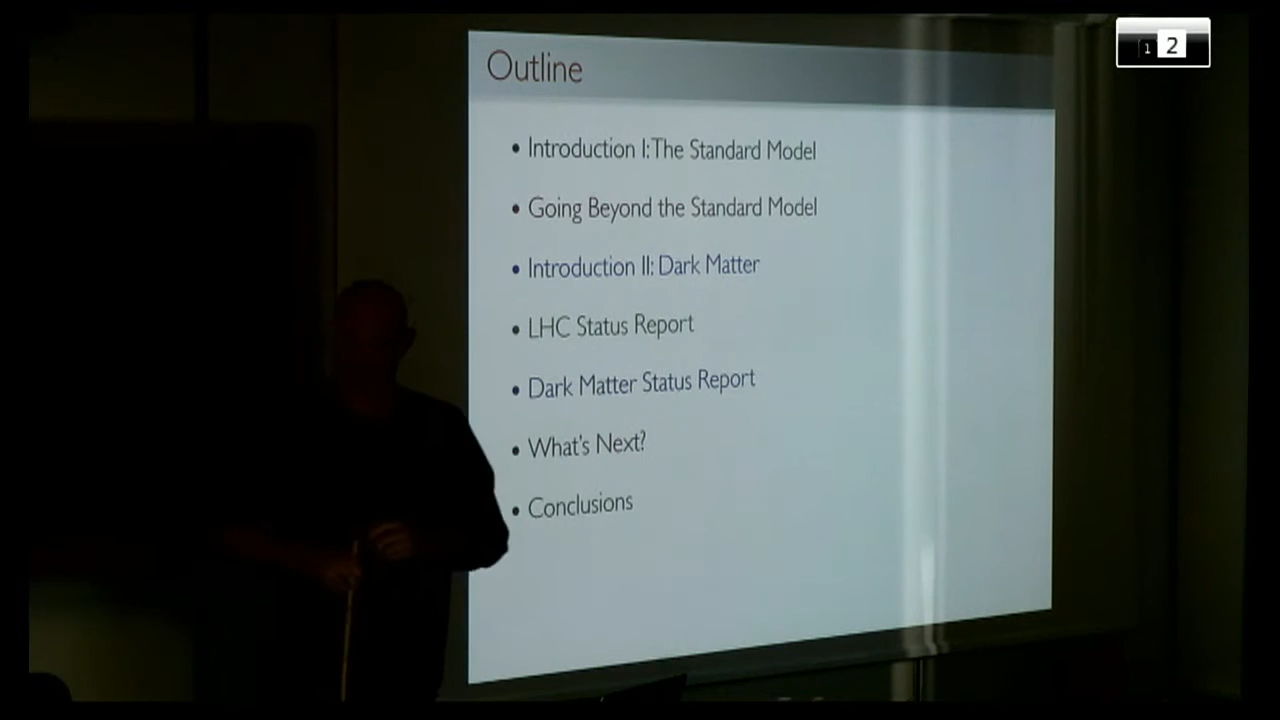 1 2
Outline
• Introduction I: The Standard Model
• Going Beyond the Standard Model
• Introduction II: Dark Matter
• LHC Status Report
• Dark Matter Status Report
• What's Next?
• Conclusions